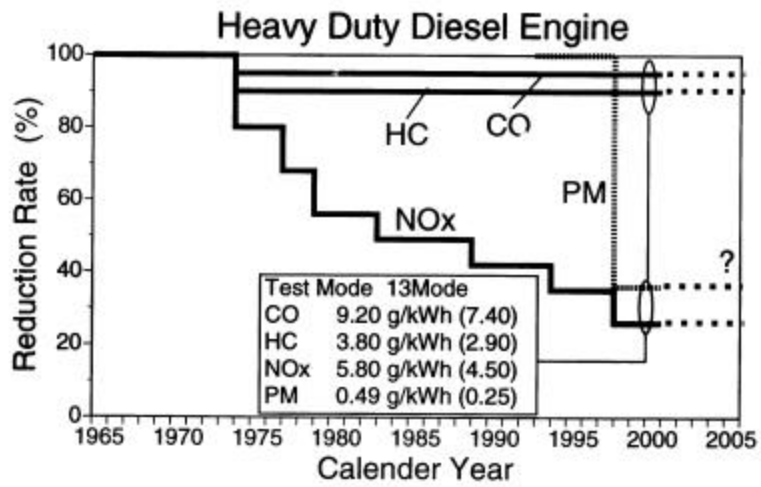 Heavy Duty Diesel Engine
Reduction Rate (%)
100
80
60
40
20
0
HC
CO
PM
NOx
?
Test Mode 13Mode
CO 9.20 g/kWh (7.40)
HC 3.80 g/kWh (2.90)
NOx 5.80 g/kWh (4.50)
PM 0.49 g/kWh (0.25)
1965 1970 1975 1980 1985 1990 1995 2000 2005
Calender Year